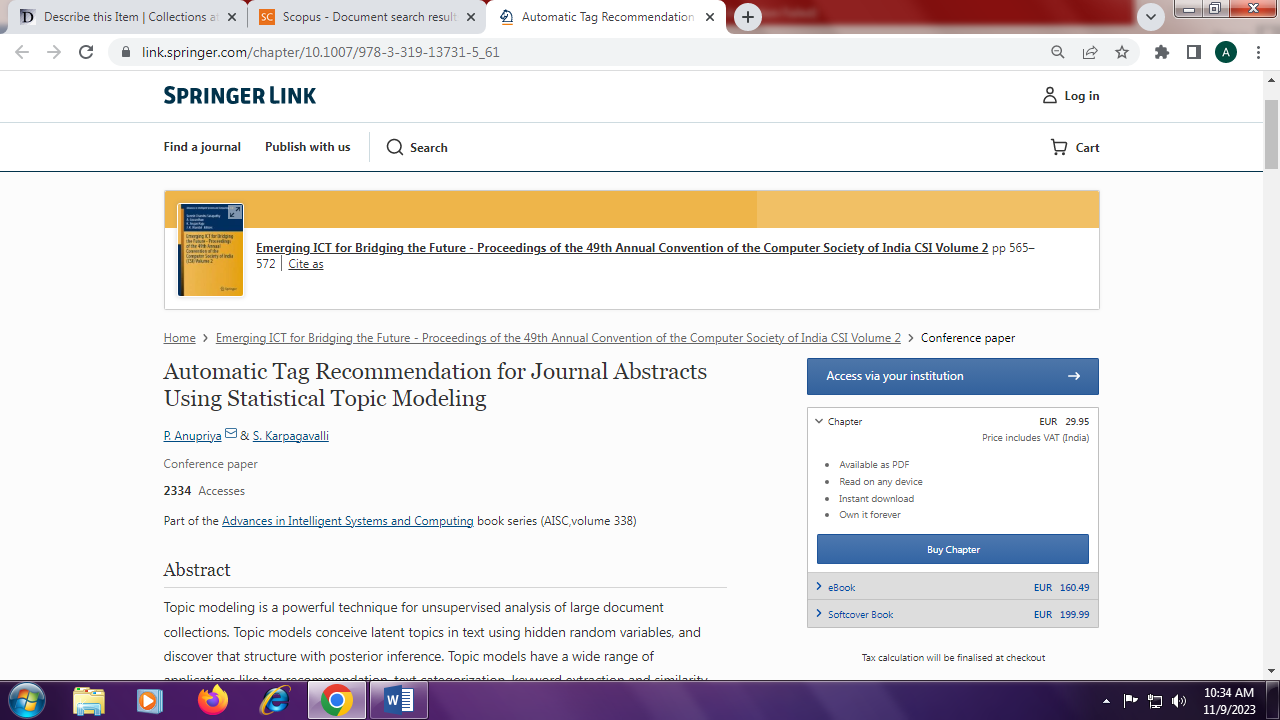 Describe this Item | Collections at
Scopus - Document search result
Automatic Tag Recommendation
link.springer.com/chapter/10.1007/978-3-319-13731-5_61
A
SPRINGER LINK
Log in
Find a journal
Publish with us
Search
Cart
Emerging ICT for Bridging the Future - Proceedings of the 49th Annual Convention of the Computer Society of India CSI Volume 2 pp 565–
572 | Cite as
Home > Emerging ICT for Bridging the Future - Proceedings of the 49th Annual Convention of the Computer Society of India CSI Volume 2 > Conference paper
Automatic Tag Recommendation for Journal Abstracts
Using Statistical Topic Modeling
P. Anupriya & S. Karpagavalli
Conference paper
2334 Accesses
Part of the Advances in Intelligent Systems and Computing book series (AISC,volume 338)
Abstract
Topic modeling is a powerful technique for unsupervised analysis of large document
collections. Topic models conceive latent topics in text using hidden random variables, and
discover that structure with posterior inference. Topic models have a wide range of
applications like tag recommendation, text categorization, keyword extraction and similarity
Access via your institution
Chapter EUR 29.95
Price includes VAT (India)
Available as PDF
Read on any device
Instant download
Own it forever
Buy Chapter
eBook EUR 160.49
Softcover Book EUR 199.99
Tax calculation will be finalised at checkout
10:34 AM
11/9/2023